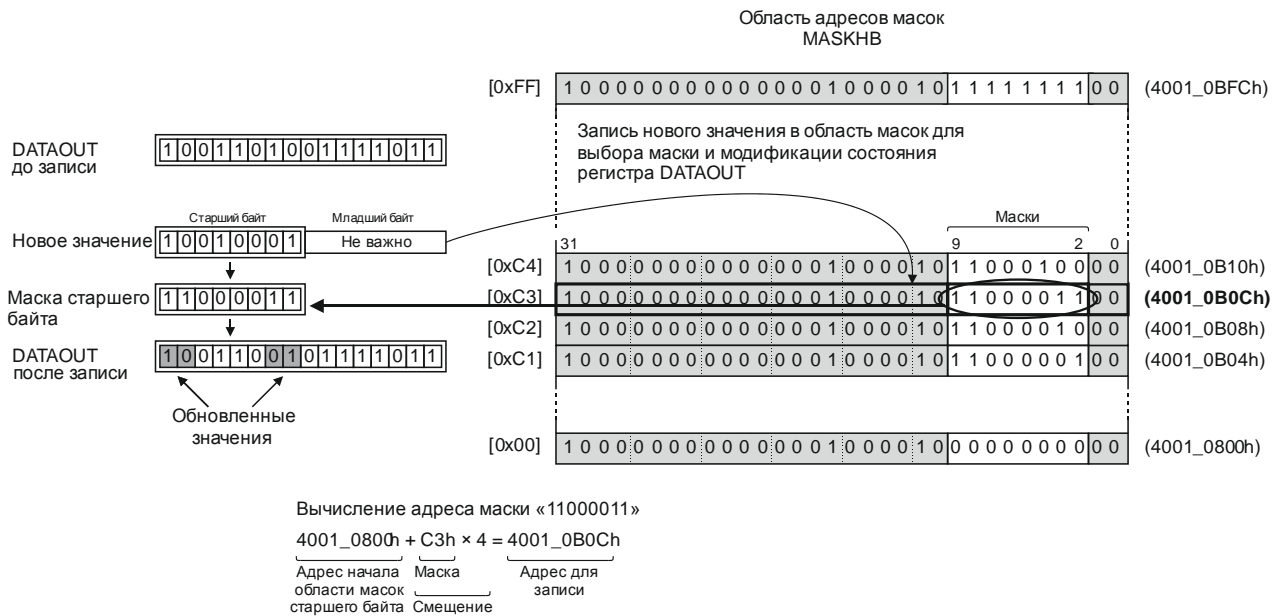 Область адресов масок
MASKHB
[0xFF] 1 0 0 0 0 0 0 0 0 0 0 0 0 0 0 1 0 0 0 0 1 0 1 1 1 1 1 1 1 1 0 0 (4001_0BFCh)
Запись нового значения в область масок для
выбора маски и модификации состояния
регистра DATAOUT
DATAOUT
до записи
1 0 0 1 1 0 1 0 0 1 1 1 1 0 1 1
Старший байт Младший байт
Новое значение 1 0 0 1 0 0 0 1 Не важно
Маски
31 9 2 0
[0xC4] 1 0 0 0 0 0 0 0 0 0 0 0 0 0 0 1 0 0 0 0 1 0 1 1 0 0 0 1 0 0 0 0 (4001_0B10h)
Маска старшего
байта
1 1 0 0 0 0 1 1
[0xC3] 1 0 0 0 0 0 0 0 0 0 0 0 0 0 0 1 0 0 0 0 1 0 1 1 0 0 0 0 1 1 0 0 (4001_0B0Ch)
[0xC2] 1 0 0 0 0 0 0 0 0 0 0 0 0 0 0 1 0 0 0 0 1 0 1 1 0 0 0 0 1 0 0 0 (4001_0B08h)
DATAOUT
после записи
1 0 0 1 1 0 0 1 0 1 1 1 1 0 1 1
[0xC1] 1 0 0 0 0 0 0 0 0 0 0 0 0 0 0 1 0 0 0 0 1 0 1 1 0 0 0 0 0 1 0 0 (4001_0B04h)
Обновленные
значения
[0x00] 1 0 0 0 0 0 0 0 0 0 0 0 0 0 0 1 0 0 0 0 1 0 0 0 0 0 0 0 0 0 0 0 (4001_0800h)
Вычисление адреса маски «11000011»
4001_0800h + C3h × 4 = 4001_0B0Ch
Адрес начала
области масок
старшего байта
Маска
Смещение
Адрес для
записи